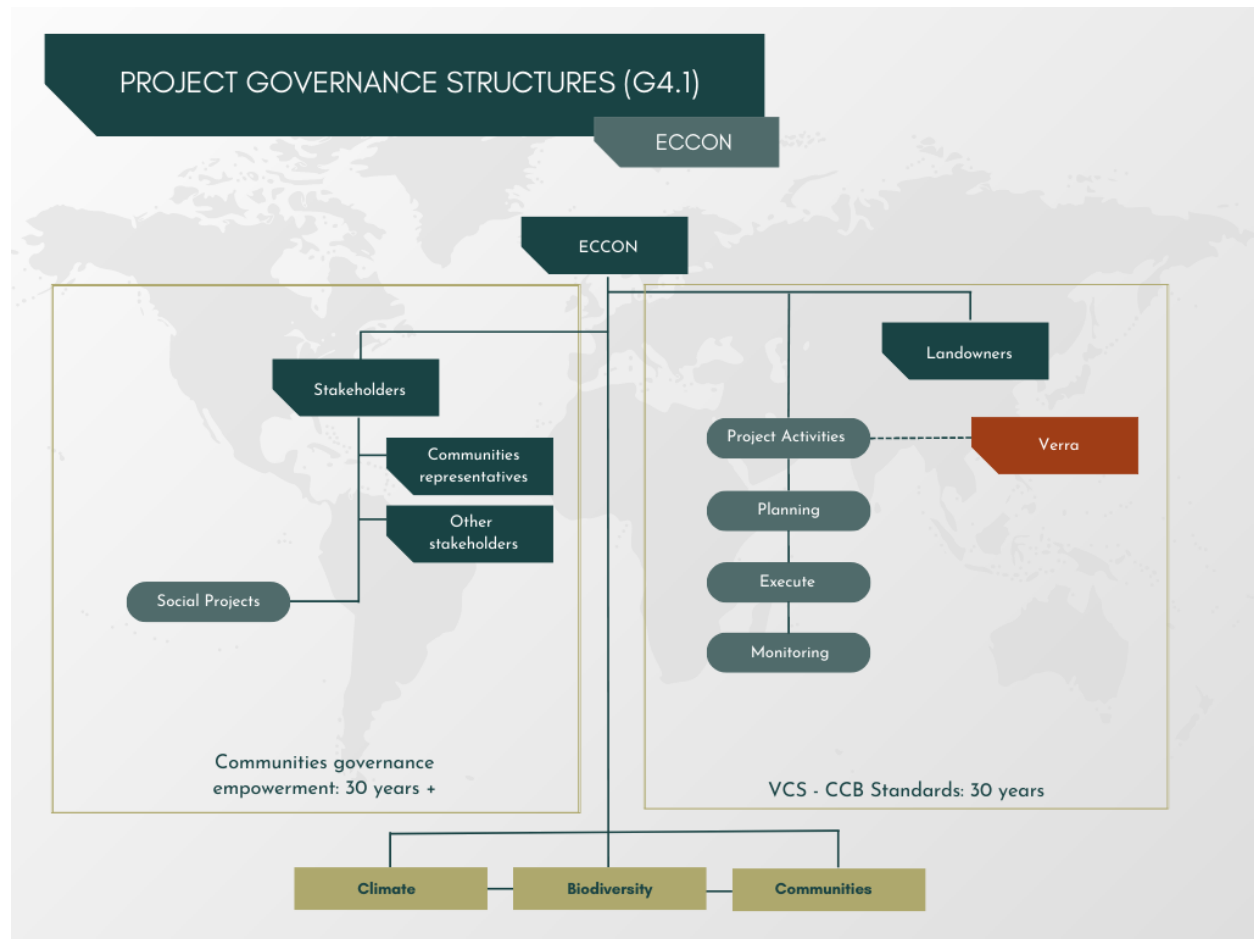 PROJECT GOVERNANCE STRUCTURES (G4.1)
ECCON
ECCON
Stakeholders
Communities
representatives
Other
stakeholders
Social Projects
Communities governance
empowerment: 30 years +
Landowners
Project Activities
Verra
Planning
Execute
Monitoring
VCS - CCB Standards: 30 years
Climate
Biodiversity
Communities